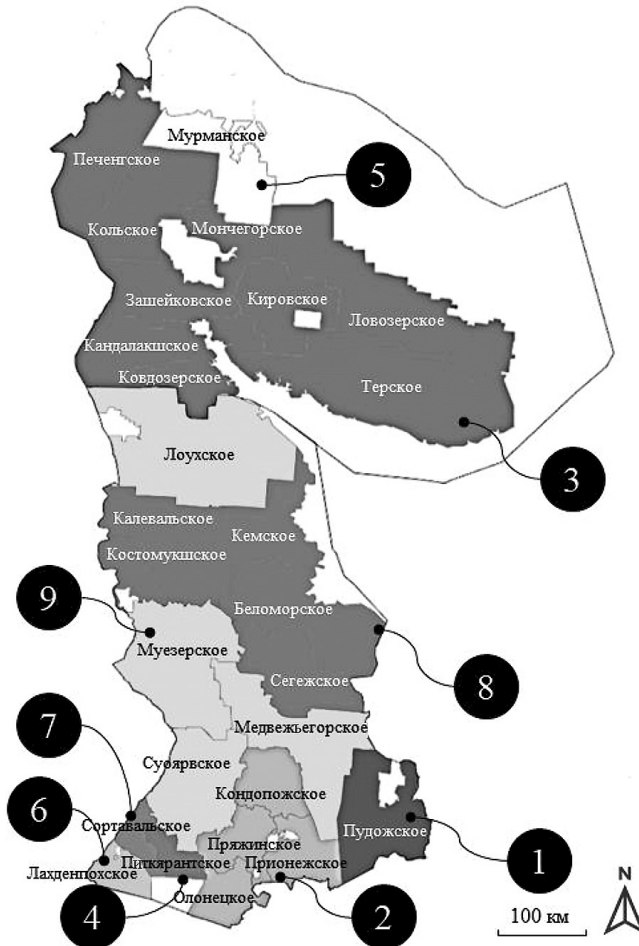 Мурманское
5
Печенгское
Кольское
Мончегорское
Зашейковское
Кировское
Ловозерское
Кандалакшское
Ковдозерское
Терское
3
Лоухское
Калевальское
Кемское
Костомукшское
9
Беломорское
Муезерское
Сегежское
8
7
Медвежьегорское
Суоярвское
Кондопожское
6
Сортавальское
Пудожское
Пряжинское
1
Питкярантское
Прионежское
Лахденпохское
Олонецкое
4
2
N
100 км